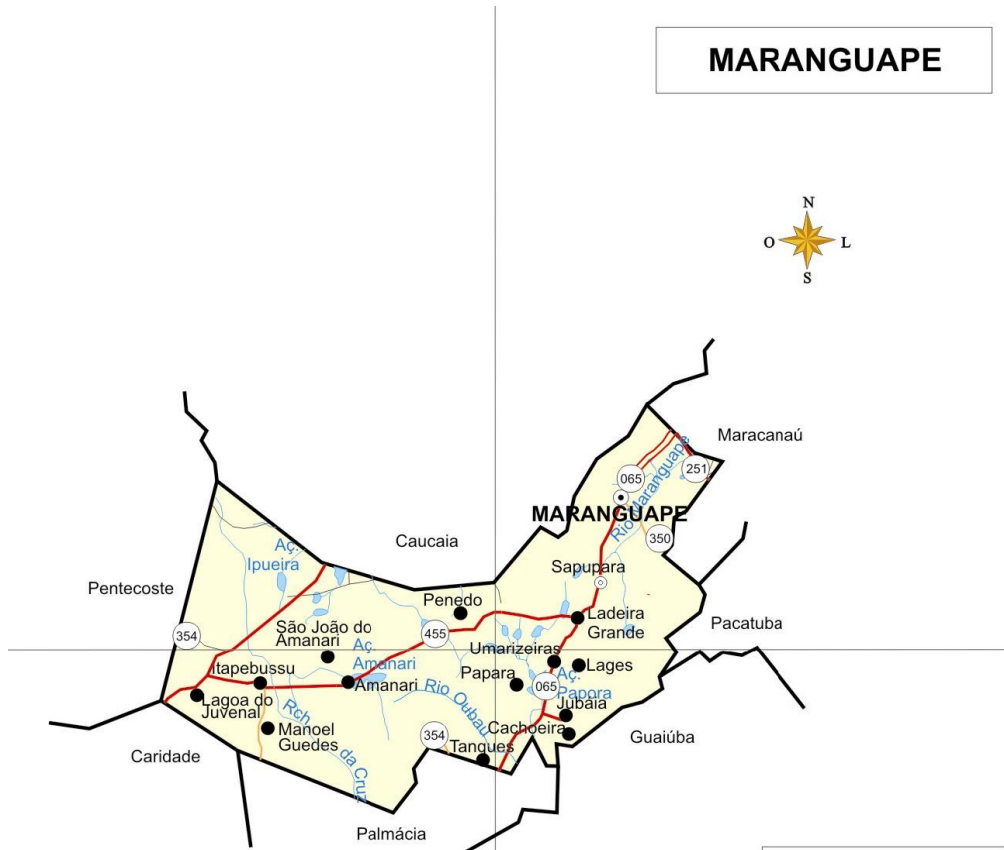 MARANGUAPE
N
O
L
S
Maracanaú
065
251
Rio Maranguape
MARANGUAPE
350
Caucaia
Aç.
Ipueira
Sapupara
Pentecoste
Penedo
Ladeira
Grande
Pacatuba
354
São João do
Amanari
455
Aç.
Amanari
Umarizeiras
Lages
Itapebussu
Papara
Aç.
Papora
065
Amanari
Rio Oubau
Lagoa do
Juvenal
Rch
da Cruz
Jubaia
Manoel
Guedes
354
Cachoeira
Guaiúba
Tanques
Caridade
Palmácia